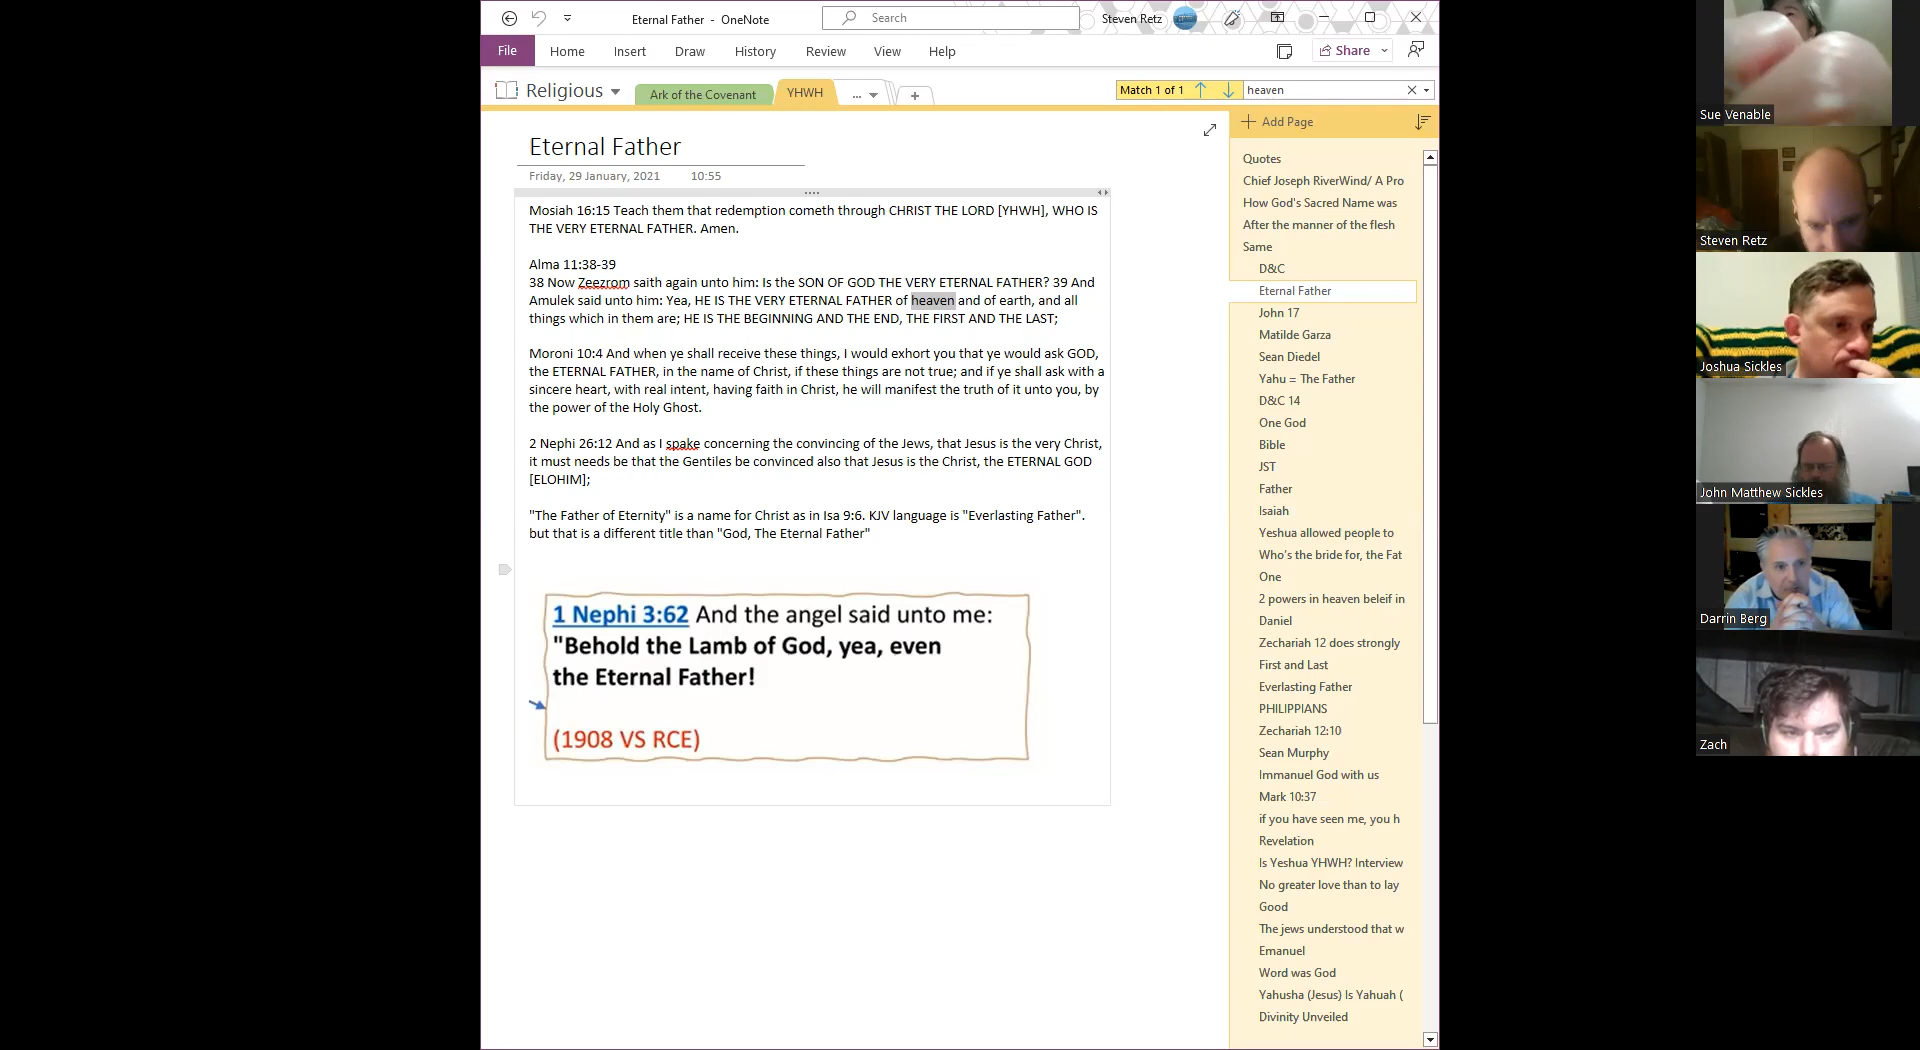 Eternal Father - OneNote
Search
Steven Retz
File
Home
Insert
Draw
History
Review
View
Help
Share
Religious
Ark of the Covenant
YHWH
...
Match 1 of 1
heaven
Add Page
Eternal Father
Friday, 29 January, 2021 10:55
Mosiah 16:15 Teach them that redemption cometh through CHRIST THE LORD [YHWH], WHO IS
THE VERY ETERNAL FATHER. Amen.
Alma 11:38-39
38 Now Zeezrom saith again unto him: Is the SON OF GOD THE VERY ETERNAL FATHER? 39 And
Amulek said unto him: Yea, HE IS THE VERY ETERNAL FATHER of heaven and of earth, and all
things which in them are; HE IS THE BEGINNING AND THE END, THE FIRST AND THE LAST;
Moroni 10:4 And when ye shall receive these things, I would exhort you that ye would ask GOD,
the ETERNAL FATHER, in the name of Christ, if these things are not true; and if ye shall ask with a
sincere heart, with real intent, having faith in Christ, he will manifest the truth of it unto you, by
the power of the Holy Ghost.
2 Nephi 26:12 And as I spake concerning the convincing of the Jews, that Jesus is the very Christ,
it must needs be that the Gentiles be convinced also that Jesus is the Christ, the ETERNAL GOD
[ELOHIM];
"The Father of Eternity" is a name for Christ as in Isa 9:6. KJV language is "Everlasting Father".
but that is a different title than "God, The Eternal Father"
1 Nephi 3:62 And the angel said unto me:
"Behold the Lamb of God, yea, even
the Eternal Father!
(1908 VS RCE)
Quotes
Chief Joseph RiverWind/ A Pro
How God's Sacred Name was
After the manner of the flesh
Same
D&C
Eternal Father
John 17
Matilde Garza
Sean Diedel
Yahu = The Father
D&C 14
One God
Bible
JST
Father
Isaiah
Yeshua allowed people to
Who's the bride for, the Fat
One
2 powers in heaven beleif in
Daniel
Zechariah 12 does strongly
First and Last
Everlasting Father
PHILIPPIANS
Zechariah 12:10
Sean Murphy
Immanuel God with us
Mark 10:37
if you have seen me, you h
Revelation
Is Yeshua YHWH? Interview
No greater love than to lay
Good
The jews understood that w
Emanuel
Word was God
Yahusha (Jesus) Is Yahuah (
Divinity Unveiled
Sue Venable
Steven Retz
Joshua Sickles
John Matthew Sickles
Darrin Berg
Zach